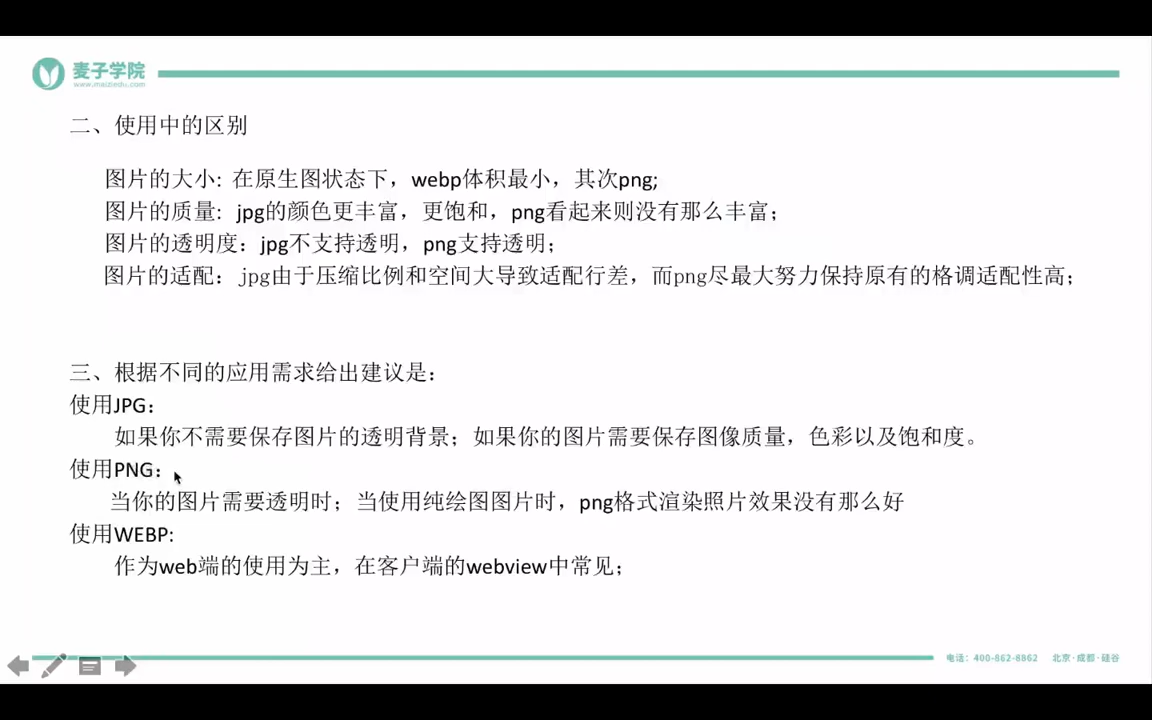 麦子学院
www.maiziedu.com
二、使用中的区别
图片的大小: 在原生图状态下，webp体积最小，其次png;
图片的质量: jpg的颜色更丰富，更饱和，png看起来则没有那么丰富；
图片的透明度：jpg不支持透明，png支持透明；
图片的适配：jpg由于压缩比例和空间大导致适配行差，而png尽最大努力保持原有的格调适配性高；
三、根据不同的应用需求给出建议是：
使用JPG：
如果你不需要保存图片的透明背景；如果你的图片需要保存图像质量，色彩以及饱和度。
使用PNG：
当你的图片需要透明时；当使用纯绘图图片时，png格式渲染照片效果没有那么好
使用WEBP:
作为web端的使用为主，在客户端的webview中常见；
电话：400-862-8862 北京·成都·硅谷